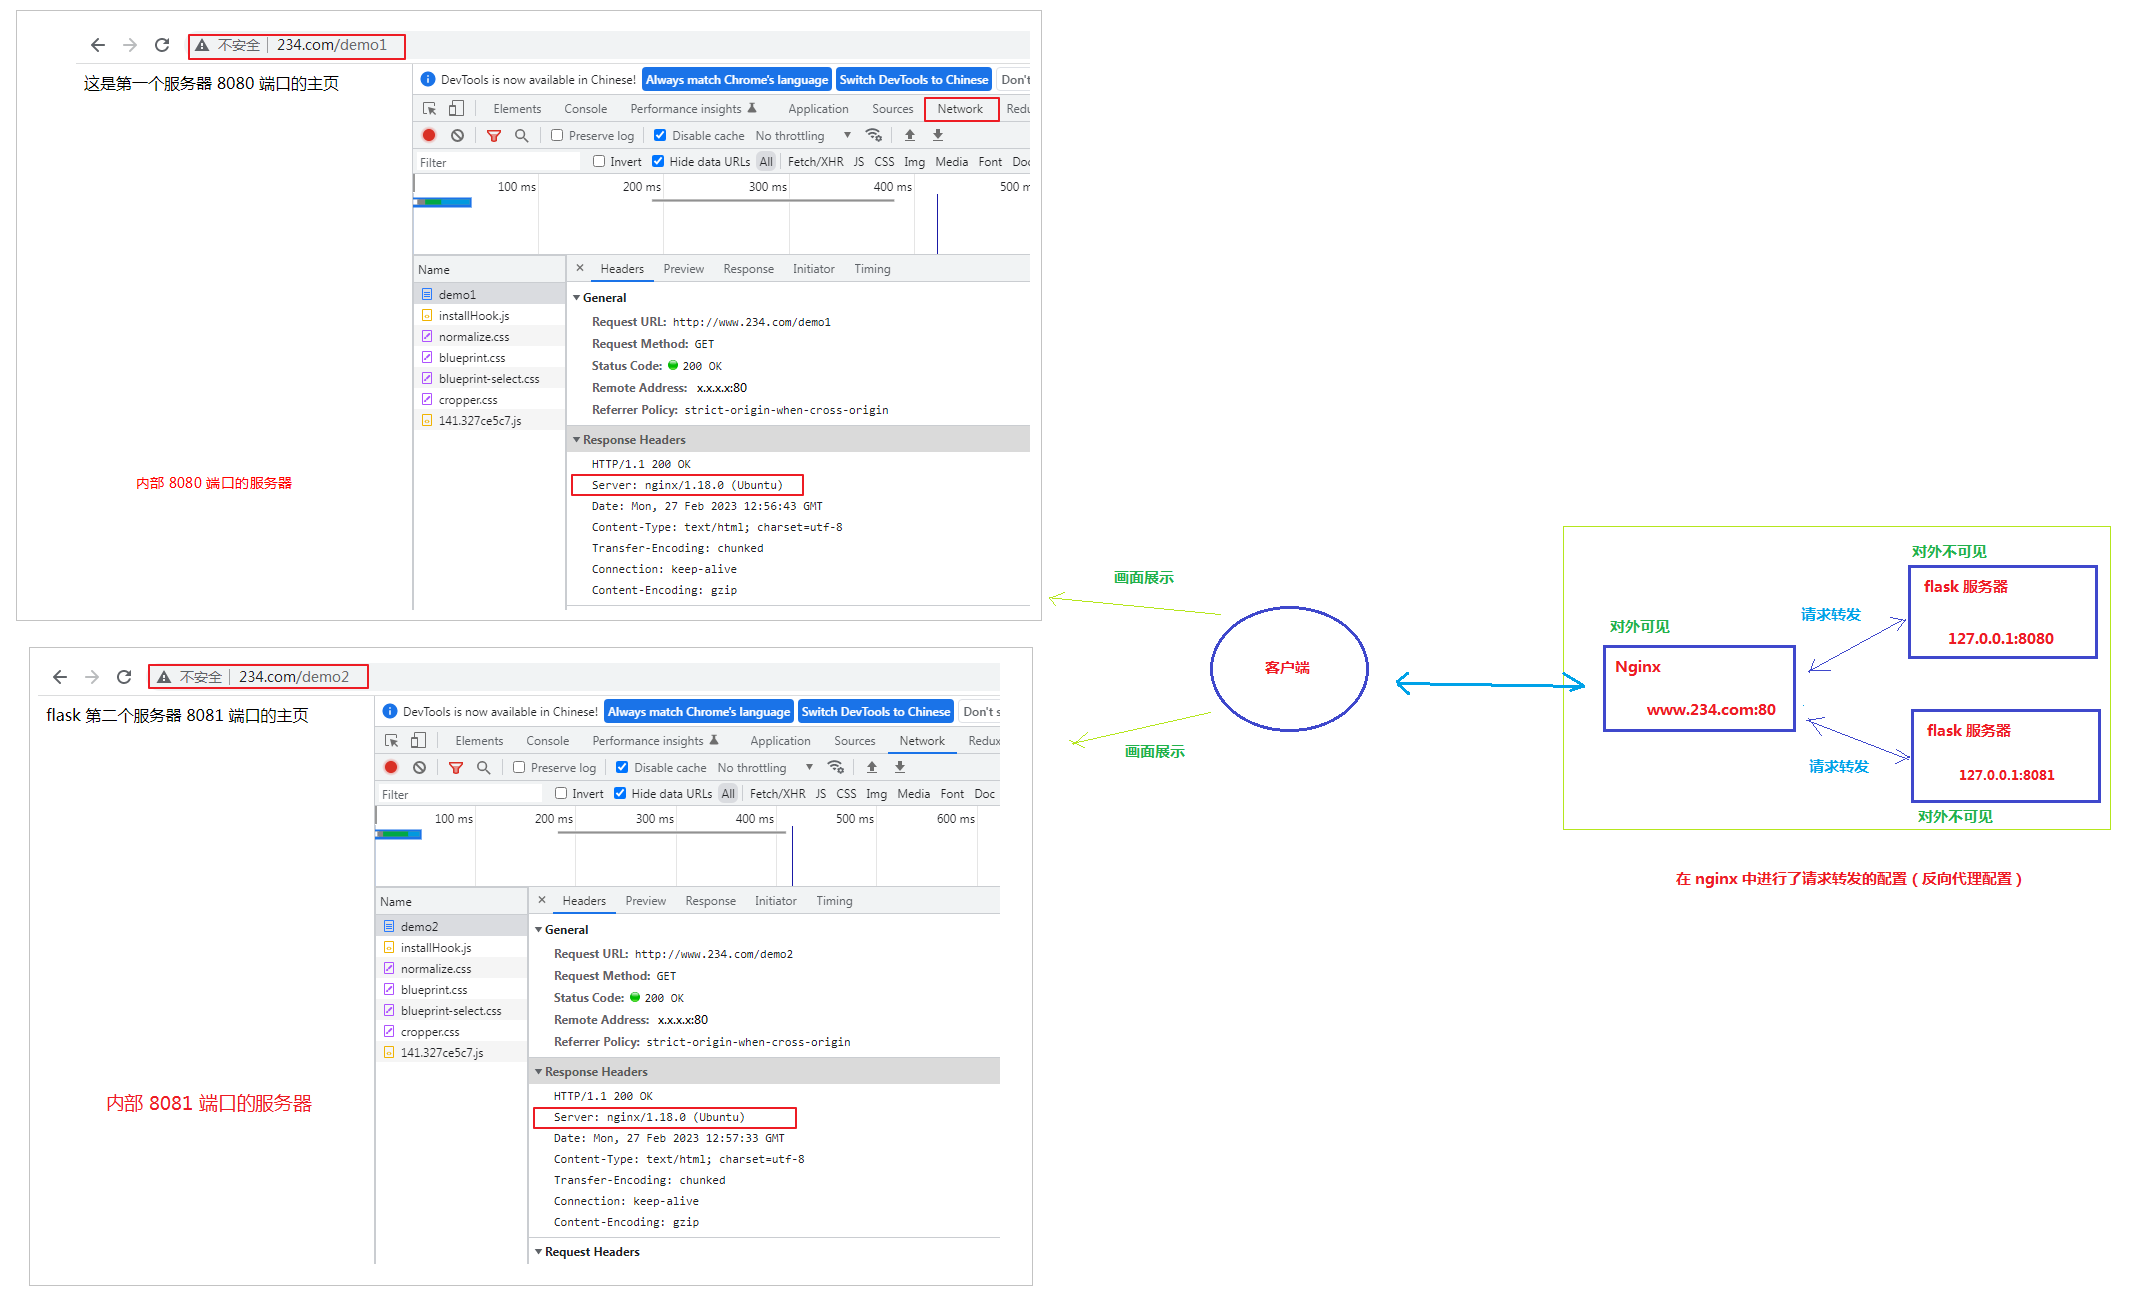 不安全 | 234.com/demo1
这是第一个服务器 8080 端口的主页
DevTools is now available in Chinese! Always match Chrome's language Switch DevTools to Chinese Don't
Elements Console Performance insights Application Sources Network Redu
Preserve log Disable cache No throttling
Filter Invert Hide data URLs All Fetch/XHR JS CSS Img Media Font Doc
100 ms 200 ms 300 ms 400 ms 500 m
Name
× Headers Preview Response Initiator Timing
demo1
installHook.js
normalize.css
blueprint.css
blueprint-select.css
cropper.css
141.327ce5c7.js
General
Request URL: http://www.234.com/demo1
Request Method: GET
Status Code: 200 OK
Remote Address: x.x.x.x:80
Referrer Policy: strict-origin-when-cross-origin
Response Headers
HTTP/1.1 200 OK
Server: nginx/1.18.0 (Ubuntu)
Date: Mon, 27 Feb 2023 12:56:43 GMT
Content-Type: text/html; charset=utf-8
Transfer-Encoding: chunked
Connection: keep-alive
Content-Encoding: gzip
内部 8080 端口的服务器
不安全 | 234.com/demo2
flask 第二个服务器 8081 端口的主页
DevTools is now available in Chinese! Always match Chrome's language Switch DevTools to Chinese Don't s
Elements Console Performance insights Application Sources Network Redux
Preserve log Disable cache No throttling
Filter Invert Hide data URLs All Fetch/XHR JS CSS Img Media Font Doc
100 ms 200 ms 300 ms 400 ms 500 ms 600 ms
Name
× Headers Preview Response Initiator Timing
demo2
installHook.js
normalize.css
blueprint.css
blueprint-select.css
cropper.css
141.327ce5c7.js
General
Request URL: http://www.234.com/demo2
Request Method: GET
Status Code: 200 OK
Remote Address: x.x.x.x:80
Referrer Policy: strict-origin-when-cross-origin
Response Headers
HTTP/1.1 200 OK
Server: nginx/1.18.0 (Ubuntu)
Date: Mon, 27 Feb 2023 12:57:33 GMT
Content-Type: text/html; charset=utf-8
Transfer-Encoding: chunked
Connection: keep-alive
Content-Encoding: gzip
Request Headers
内部 8081 端口的服务器
画面展示
客户端
画面展示
对外可见
Nginx
www.234.com:80
请求转发
请求转发
对外不可见
flask 服务器
127.0.0.1:8080
flask 服务器
127.0.0.1:8081
对外不可见
在 nginx 中进行了请求转发的配置（反向代理配置）